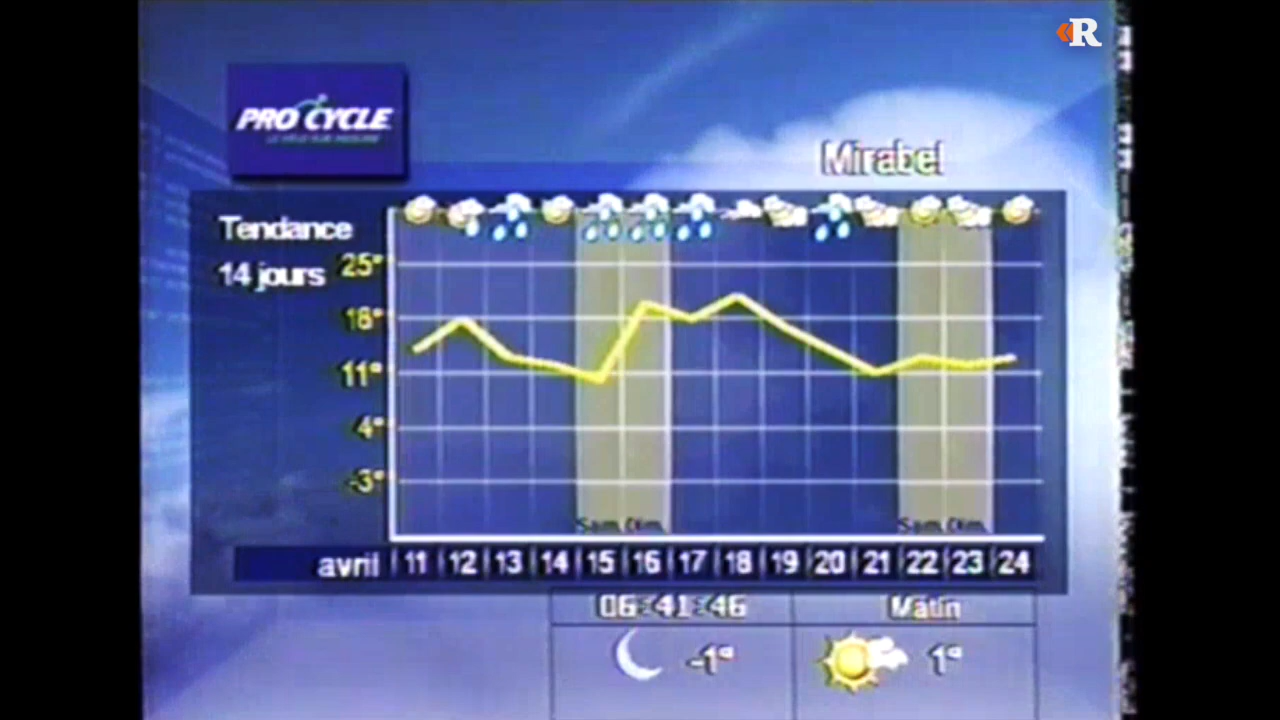 R
PRO CYCLE
Mirabel
Tendance
14 jours
25°
18°
11°
4°
-3°
Sam. Dim. Sam. Dim.
avril 11 12 13 14 15 16 17 18 19 20 21 22 23 24
06:41:46 Matin
-1° 1°